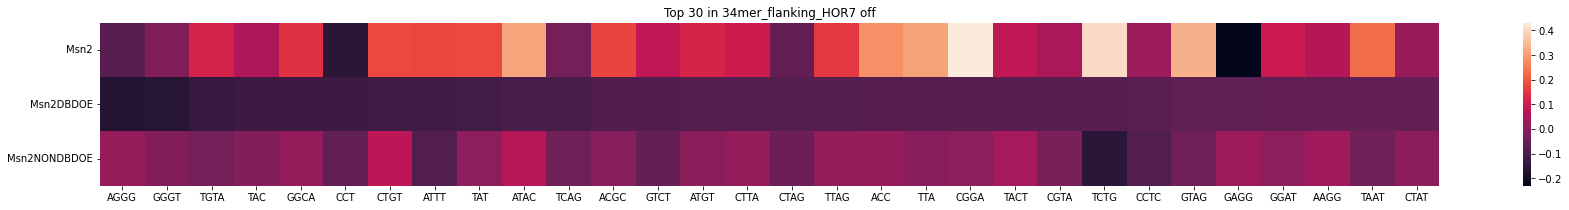 Top 30 in 34mer_flanking_HOR7 off
Msn2
Msn2DBDOE
Msn2NONDBDOE
AGGG GGGT TGTA TAC GGCA CCT CTGT ATTT TAT ATAC TCAG ACGC GTCT ATGT CTTA CTAG TTAG ACC TTA CGGA TACT CGTA TCTG CCTC GTAG GAGG GGAT AAGG TAAT CTAT
0.4
0.3
0.2
0.1
0.0
−0.1
−0.2